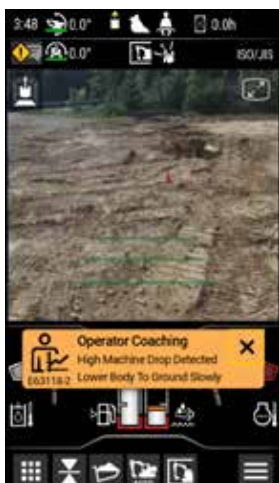 3:48 0.0° 0.0h
0.0° ISO/JIS
Operator Coaching
High Machine Drop Detected
E63118-2 Lower Body To Ground Slowly